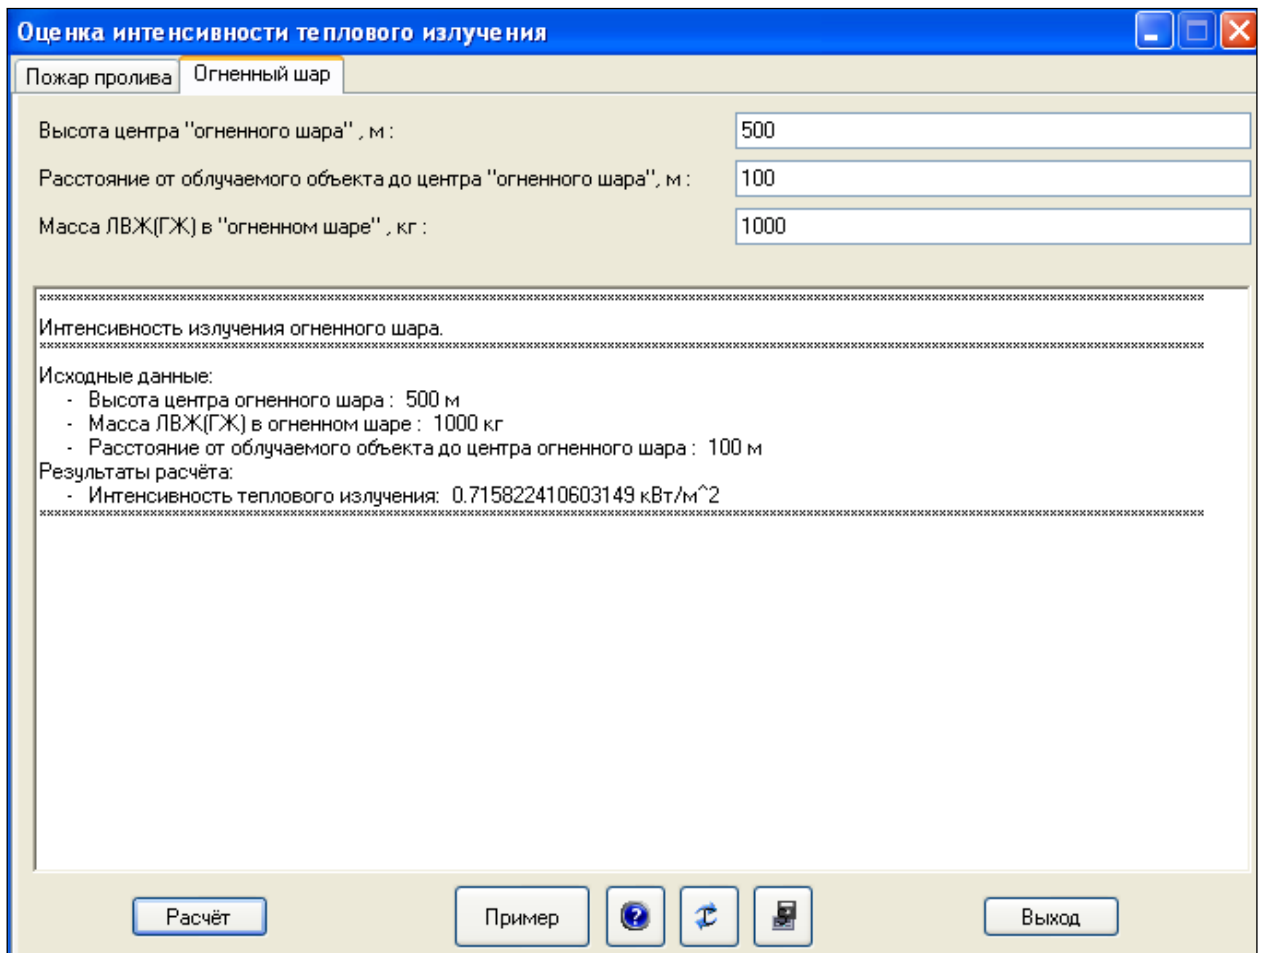 Оценка интенсивности теплового излучения
Пожар пролива Огненный шар
Высота центра "огненного шара" , м : 500
Расстояние от облучаемого объекта до центра "огненного шара", м : 100
Масса ЛВЖ(ГЖ) в "огненном шаре" , кг : 1000
Интенсивность излучения огненного шара.
Исходные данные:
- Высота центра огненного шара : 500 м
- Масса ЛВЖ(ГЖ) в огненном шаре : 1000 кг
- Расстояние от облучаемого объекта до центра огненного шара : 100 м
Результаты расчёта:
- Интенсивность теплового излучения: 0.715822410603149 кВт/м^2
Расчёт Пример Выход